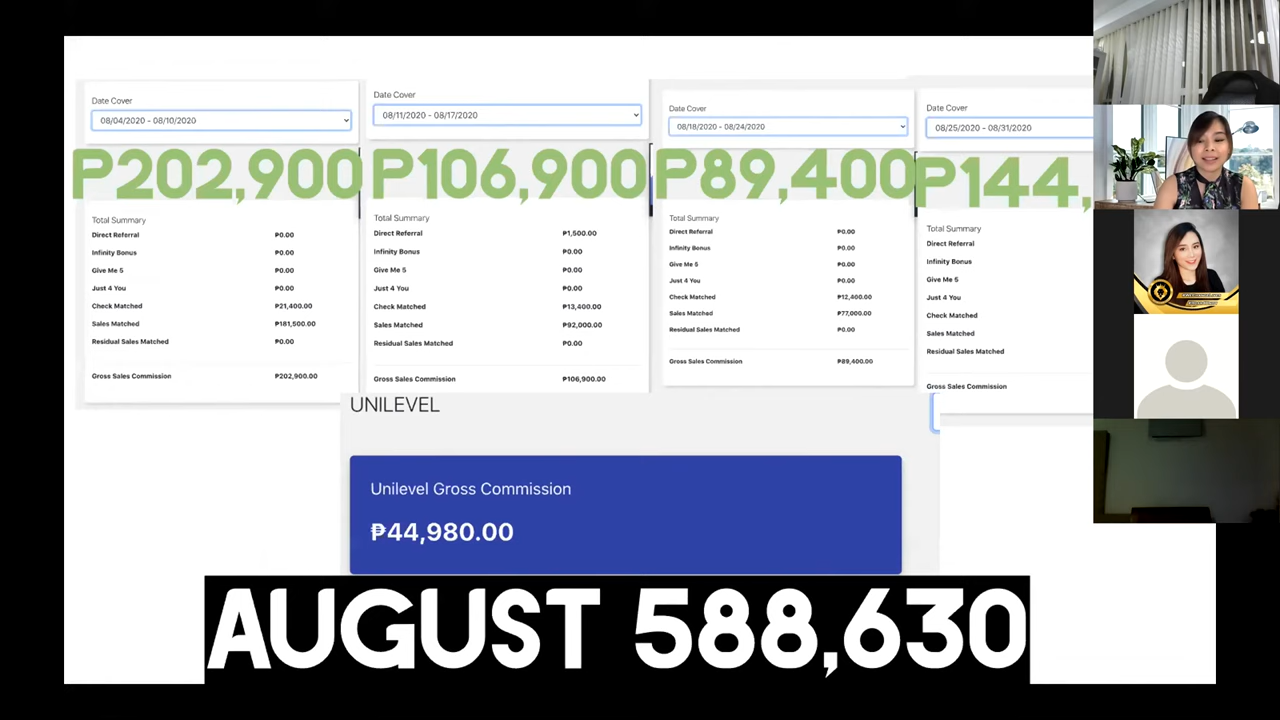 Date Cover
08/04/2020 - 08/10/2020
₱202,900
Total Summary
Direct Referral ₱0.00
Infinity Bonus ₱0.00
Give Me 5 ₱0.00
Just 4 You ₱0.00
Check Matched ₱21,400.00
Sales Matched ₱181,500.00
Residual Sales Matched ₱0.00
Gross Sales Commission ₱202,900.00
Date Cover
08/11/2020 - 08/17/2020
₱106,900
Total Summary
Direct Referral ₱1,500.00
Infinity Bonus ₱0.00
Give Me 5 ₱0.00
Just 4 You ₱0.00
Check Matched ₱13,400.00
Sales Matched ₱92,000.00
Residual Sales Matched ₱0.00
Gross Sales Commission ₱106,900.00
Date Cover
08/18/2020 - 08/24/2020
₱89,400
Total Summary
Direct Referral ₱0.00
Infinity Bonus ₱0.00
Give Me 5 ₱0.00
Just 4 You ₱0.00
Check Matched ₱12,400.00
Sales Matched ₱77,000.00
Residual Sales Matched ₱0.00
Gross Sales Commission ₱89,400.00
Date Cover
08/25/2020 - 08/31/2020
₱144,
Total Summary
Direct Referral
Infinity Bonus
Give Me 5
Just 4 You
Check Matched
Sales Matched
Residual Sales Matched
Gross Sales Commission
UNILEVEL
Unilevel Gross Commission
₱44,980.00
AUGUST 588,630